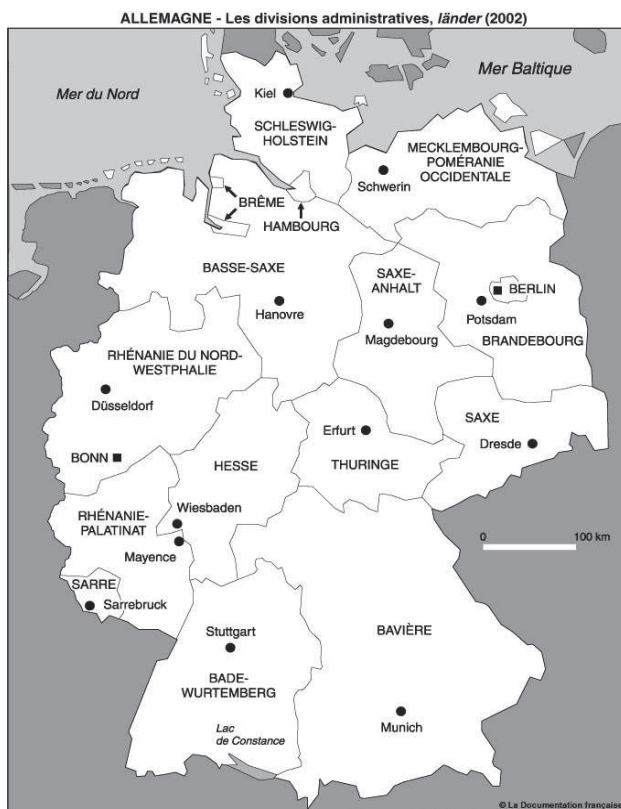 ALLEMAGNE - Les divisions administratives, länder (2002)
Mer du Nord
Mer Baltique
Kiel
SCHLESWIG-
HOLSTEIN
MECKLEMBOURG-
POMÉRANIE
OCCIDENTALE
Schwerin
BRÊME
HAMBOURG
BASSE-SAXE
Hanovre
SAXE-
ANHALT
Magdebourg
BERLIN
Potsdam
BRANDEBOURG
RHÉNANIE DU NORD-
WESTPHALIE
Düsseldorf
BONN
HESSE
Erfurt
THURINGE
SAXE
Dresde
Wiesbaden
RHÉNANIE-
PALATINAT
Mayence
0 100 km
SARRE
Sarrebruck
Stuttgart
BADE-
WURTEMBERG
BAVIÈRE
Munich
Lac
de Constance
© La Documentation française